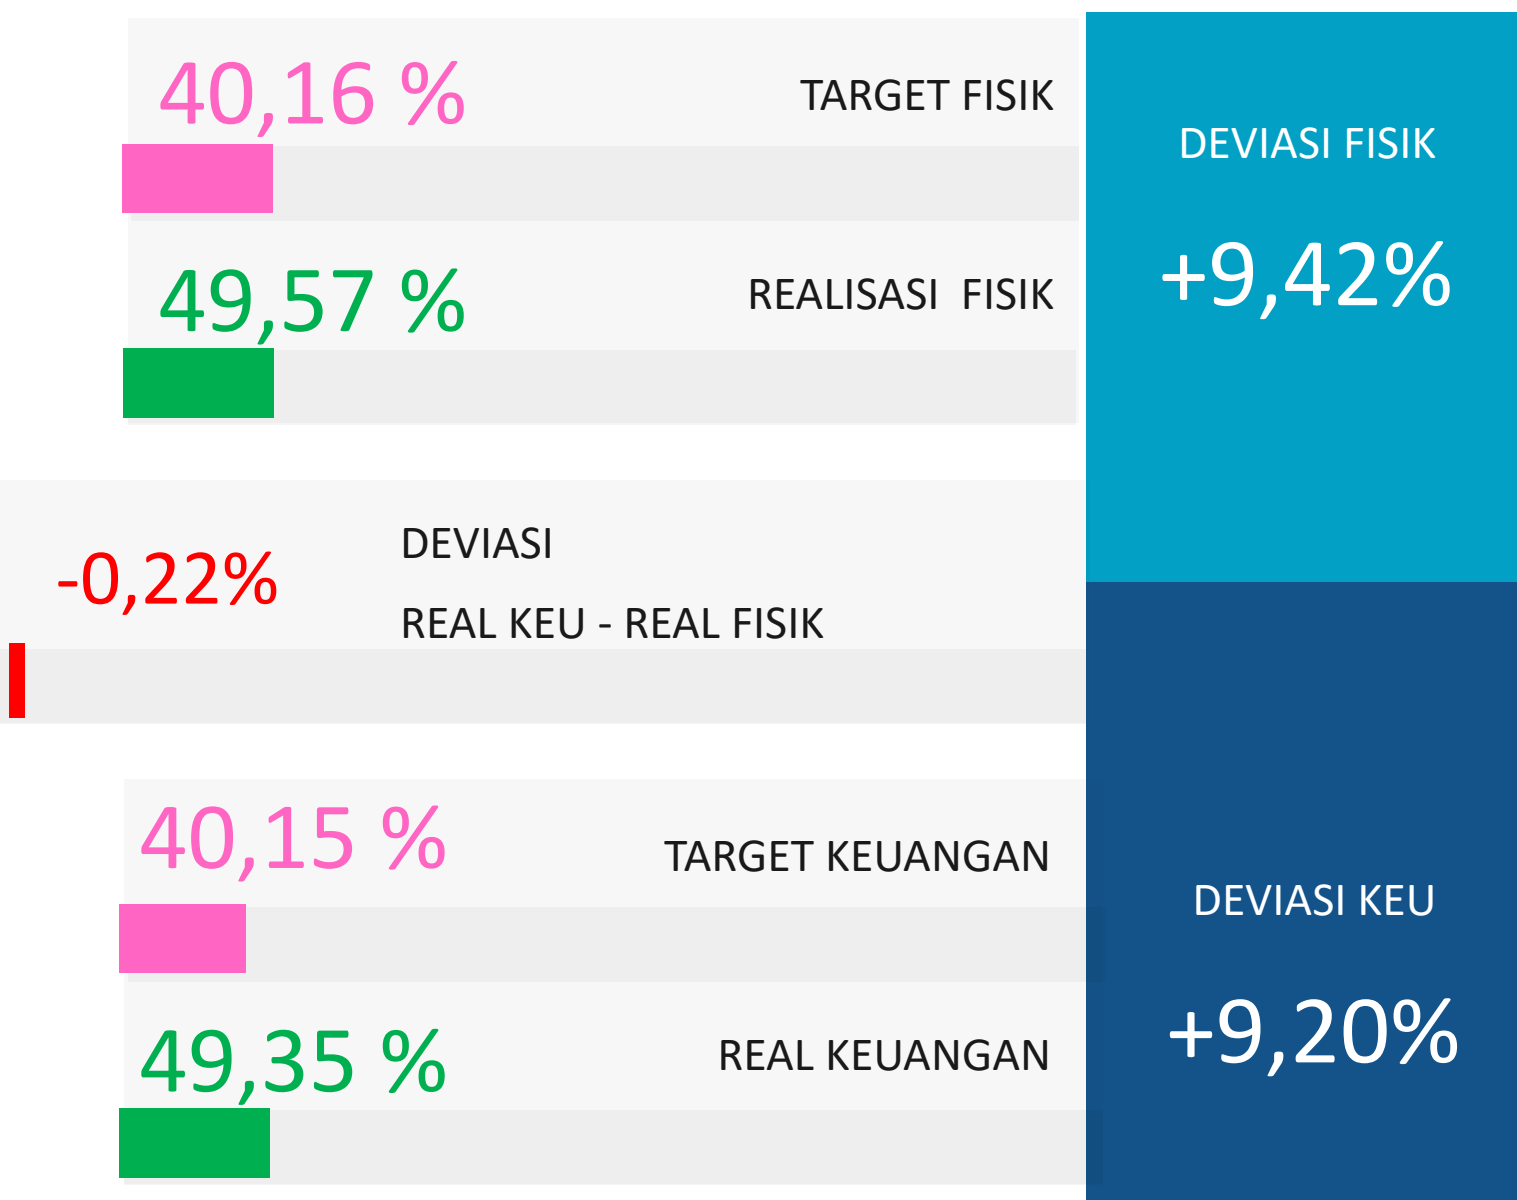 40,16 %
TARGET FISIK
49,57 %
REALISASI  FISIK
DEVIASI FISIK
+9,42%
-0,22%
DEVIASI
REAL KEU - REAL FISIK
40,15 %
TARGET KEUANGAN
49,35 %
REAL KEUANGAN
DEVIASI KEU
+9,20%